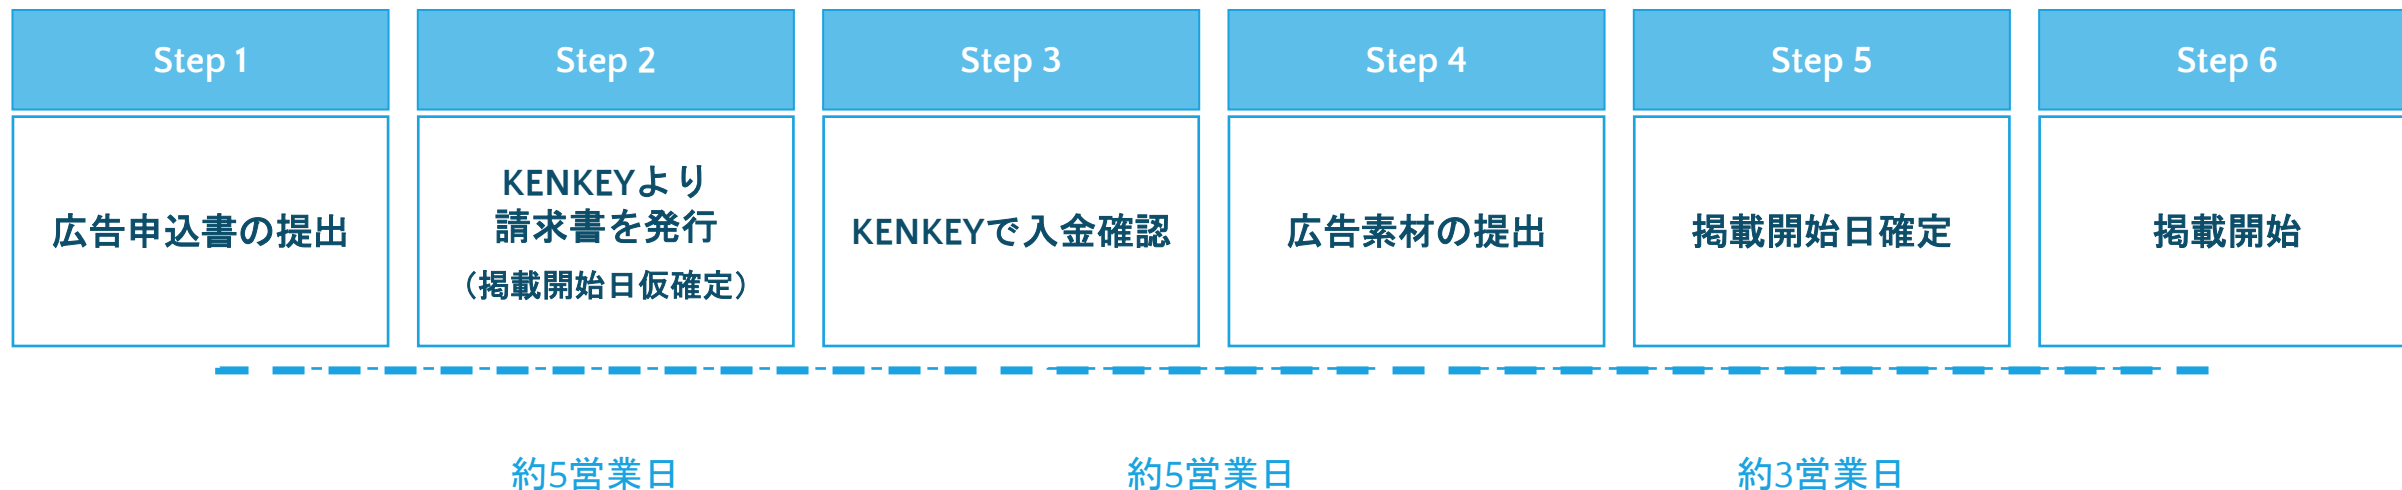 Step 1
広告申込書の提出
Step 2
KENKEYより
請求書を発行
（掲載開始日仮確定）
Step 3
KENKEYで入金確認
Step 4
広告素材の提出
Step 5
掲載開始日確定
Step 6
掲載開始
約5営業日
約5営業日
約3営業日